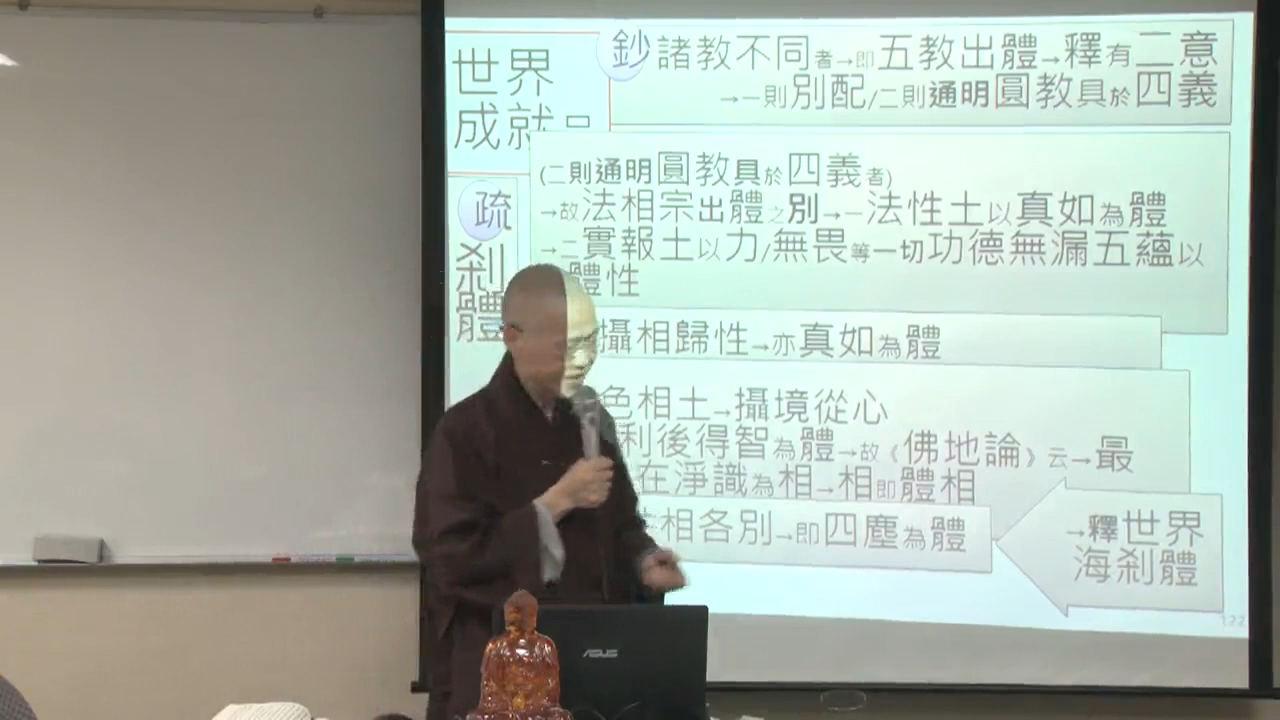 世界
成就品
疏
剎
體
鈔諸教不同者→即五教出體→釋有二意
→一則別配/二則通明圓教具於四義
(二則通明圓教具於四義者)
→故法相宗出體之別→一法性土以真如為體
→二實報土以力/無畏等一切功德無漏五蘊以
體性
攝相歸性→亦真如為體
色相土→攝境從心
利後得智為體→故《佛地論》云→最
在淨識為相→相即體相
相各別→即四塵為體
→釋世界
海剎體
122
ASUS